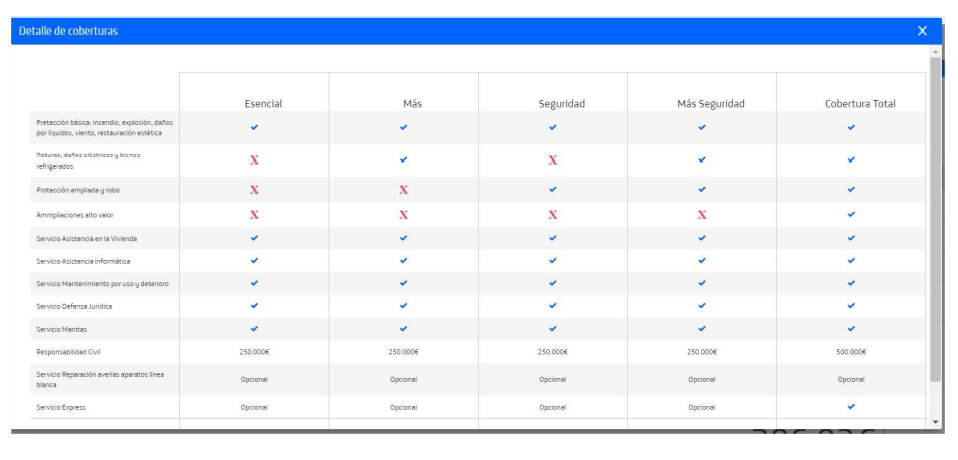 Detalle de coberturas X
Esencial Más Seguridad Más Seguridad Cobertura Total
Pretección básica: incendio, explosión, daños
por líquidos, viento, restauración estética
Roturas, daños eléctricos y bienes
refrigerados X X
Protección ampliada y robo X X
Ammpliaciones alto valor X X X X
Servicio Asistencia en la Vivienda
Servicio Asistencia informática
Servicio Mantenimiento por uso y deterioro
Servicio Defensa Jurídica
Servicio Manitas
Responsabilidad Civil 250.000€ 250.000€ 250.000€ 250.000€ 500.000€
Servicio Reparación averías aparatos línea
blanca Opcional Opcional Opcional Opcional Opcional
Servicio Express Opcional Opcional Opcional Opcional